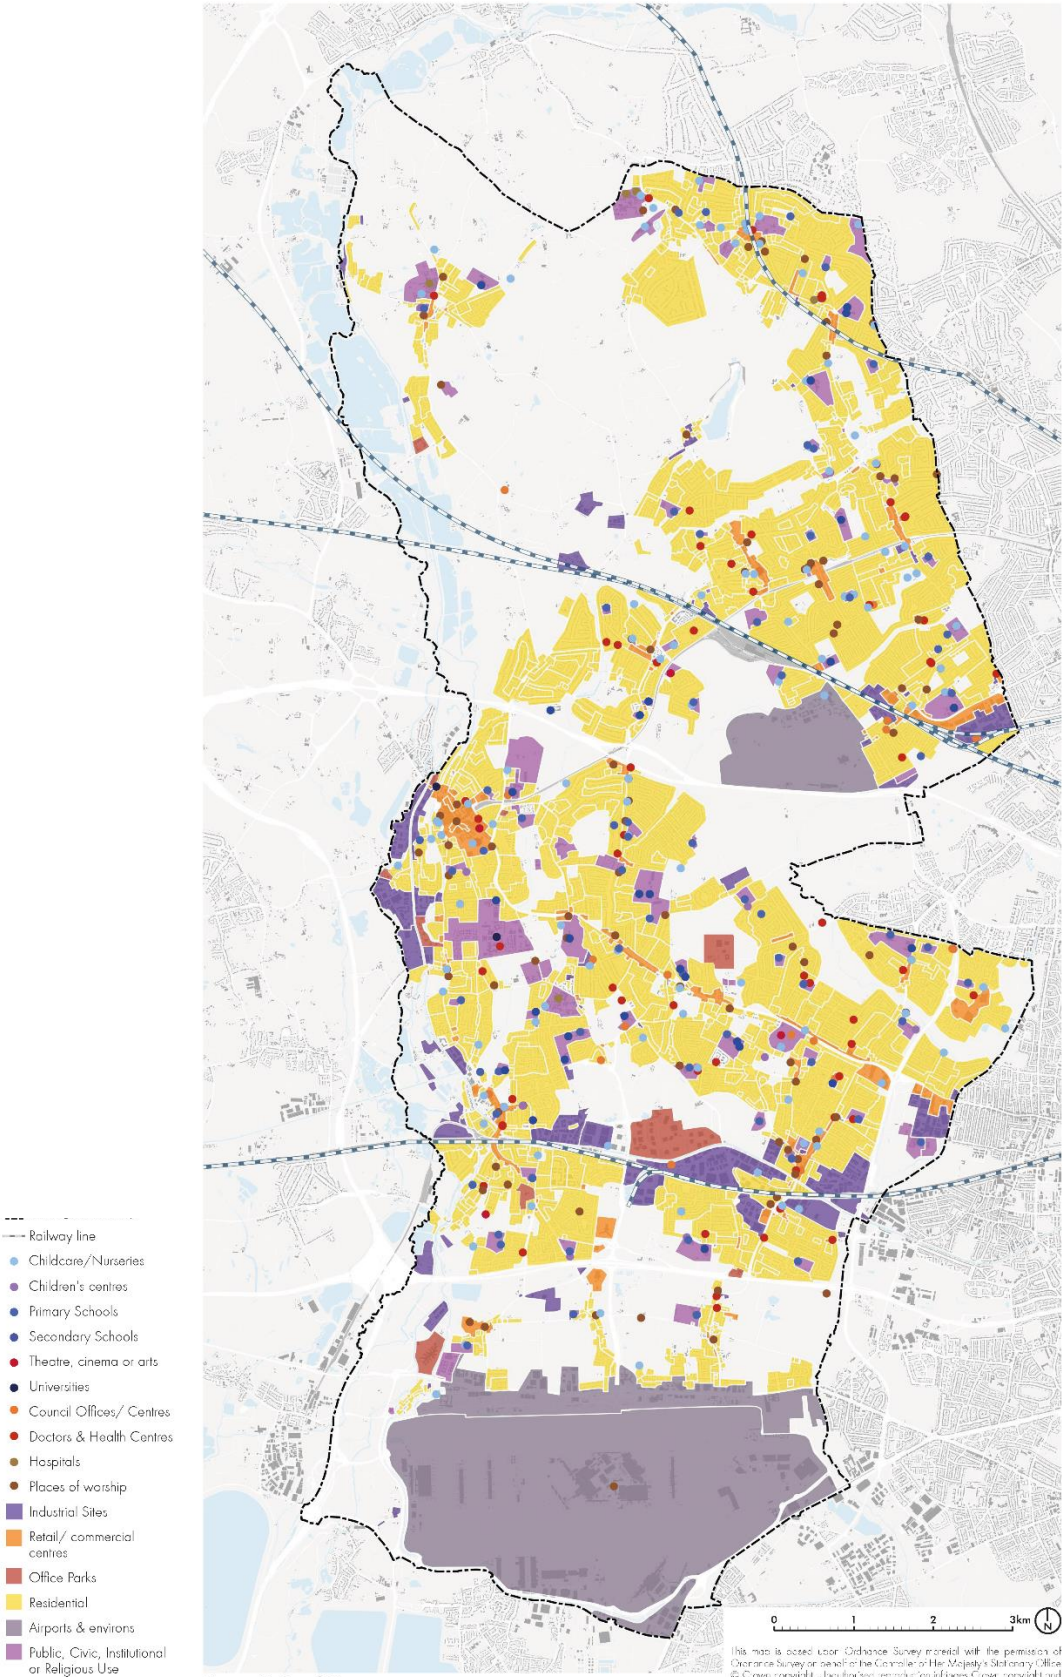 Railway line
Childcare/Nurseries
Children's centres
Primary Schools
Secondary Schools
Theatre, cinema or arts
Universities
Council Offices/ Centres
Doctors & Health Centres
Hospitals
Places of worship
Industrial Sites
Retail/ commercial
centres
Office Parks
Residential
Airports & environs
Public, Civic, Institutional
or Religious Use
0 1 2 3km
N
This map is based upon Ordnance Survey material with the permission of
Ordnance Survey on behalf of the Controller of Her Majesty's Stationary Office
© Crown copyright